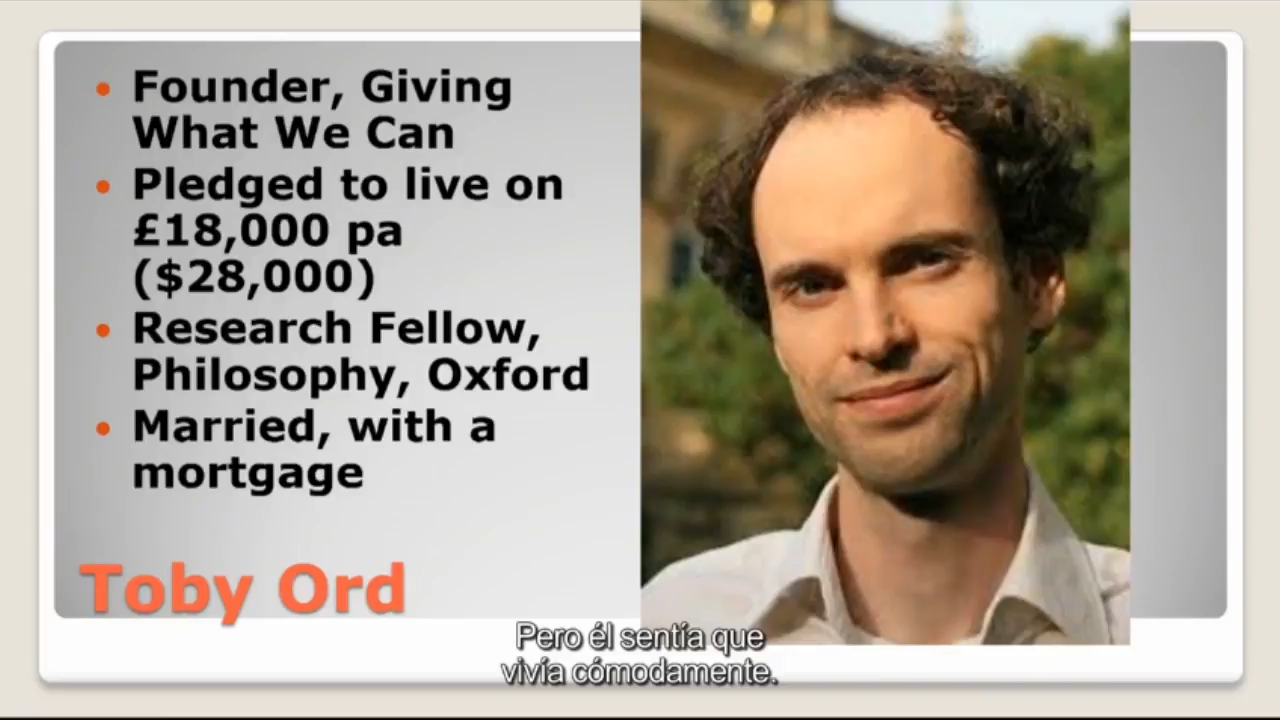 Founder, Giving
What We Can
Pledged to live on
£18,000 pa
($28,000)
Research Fellow,
Philosophy, Oxford
Married, with a
mortgage
Toby Ord
Pero él sentía que
vivía cómodamente.